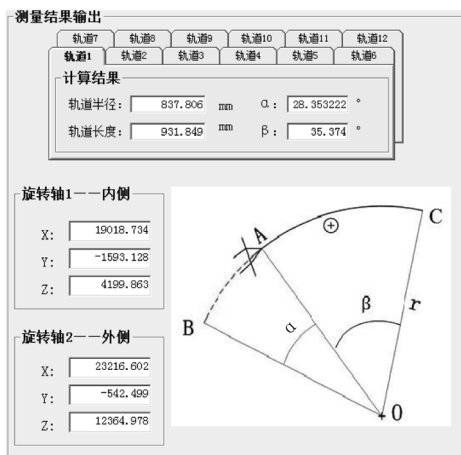 测量结果输出
轨道7 轨道8 轨道9 轨道10 轨道11 轨道12
轨道1 轨道2 轨道3 轨道4 轨道5 轨道6
计算结果
轨道半径: 837.806 mm α: 28.353222 °
轨道长度: 931.849 mm β: 35.374 °
旋转轴1——内侧
X: 19018.734
Y: -1593.128
Z: 4199.863
旋转轴2——外侧
X: 23216.602
Y: -542.499
Z: 12364.978
A
C
B
α
β
r
O